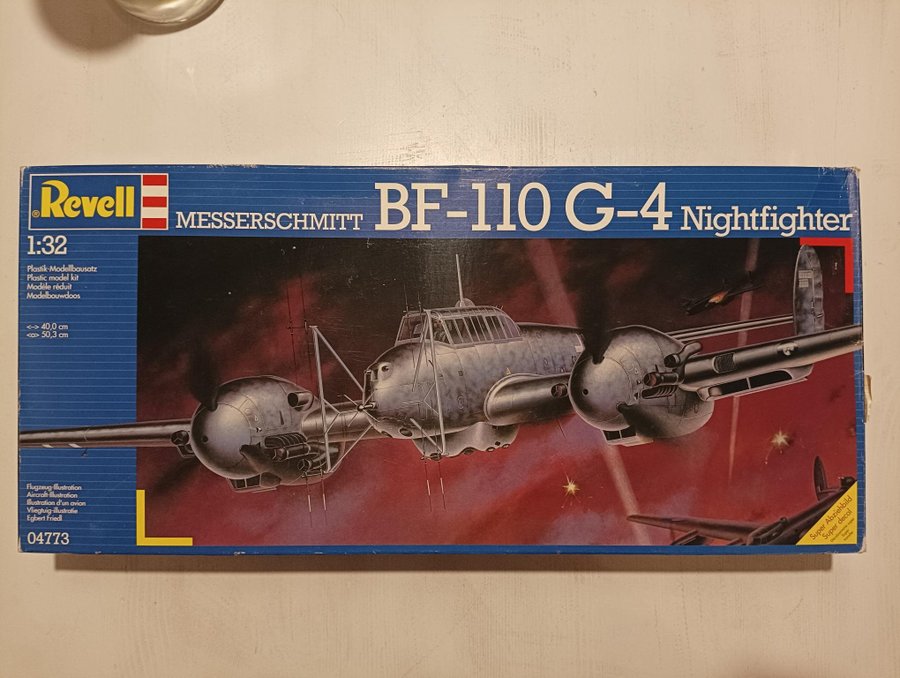 ®Revell
MESSERSCHMITT BF-110 G-4 Nightfighter
1:32
Plastik-Modellbausatz
Plastic model kit
Modèle réduit
Modelbouwdoos
<-> 40,0 cm
<o> 50,3 cm
Flugzeug-Illustration
Aircraft-Illustration
Illustration d'un avion
Vliegtuig-illustratie
Egbert Friedl
04773
Super Abziehbild
Super decal